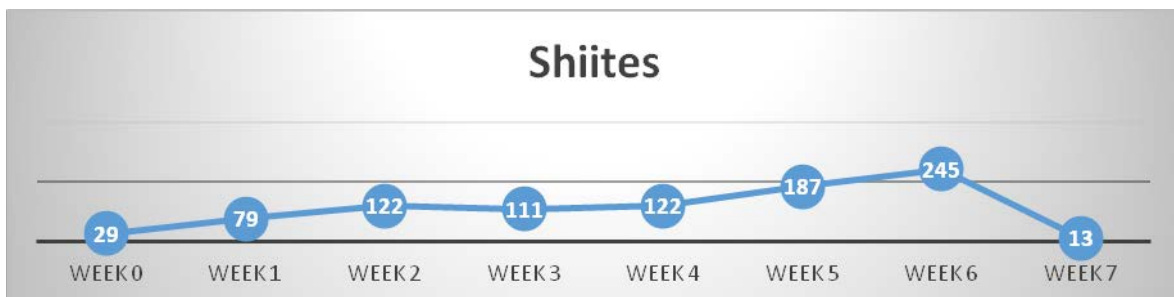 Shiites
29 79 122 111 122 187 245 13
WEEK0 WEEK1 WEEK2 WEEK3 WEEK4 WEEK5 WEEK6 WEEK7